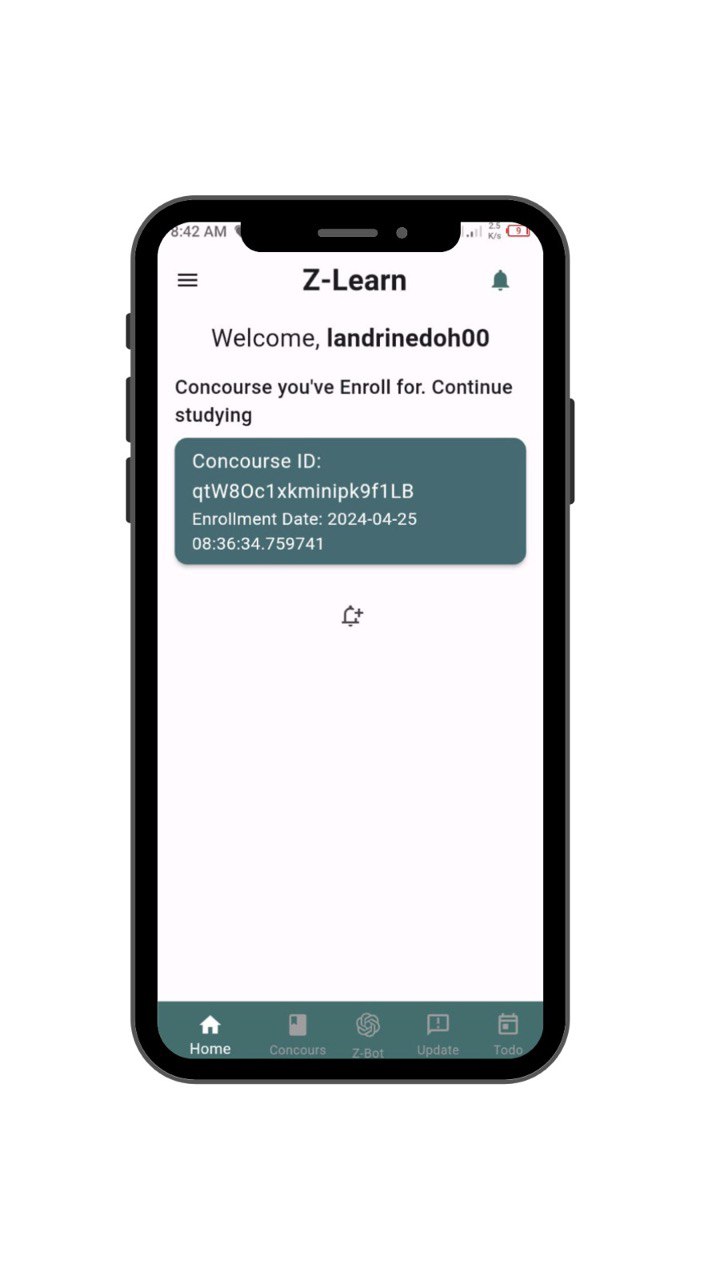 8:42 AM
2.5
K/s
9
Z-Learn
Welcome, landrinedoh00
Concourse you've Enroll for. Continue
studying
Concourse ID:
qtW8Oc1xkminipk9f1LB
Enrollment Date: 2024-04-25
08:36:34.759741
Home
Concours
Z-Bot
Update
Todo